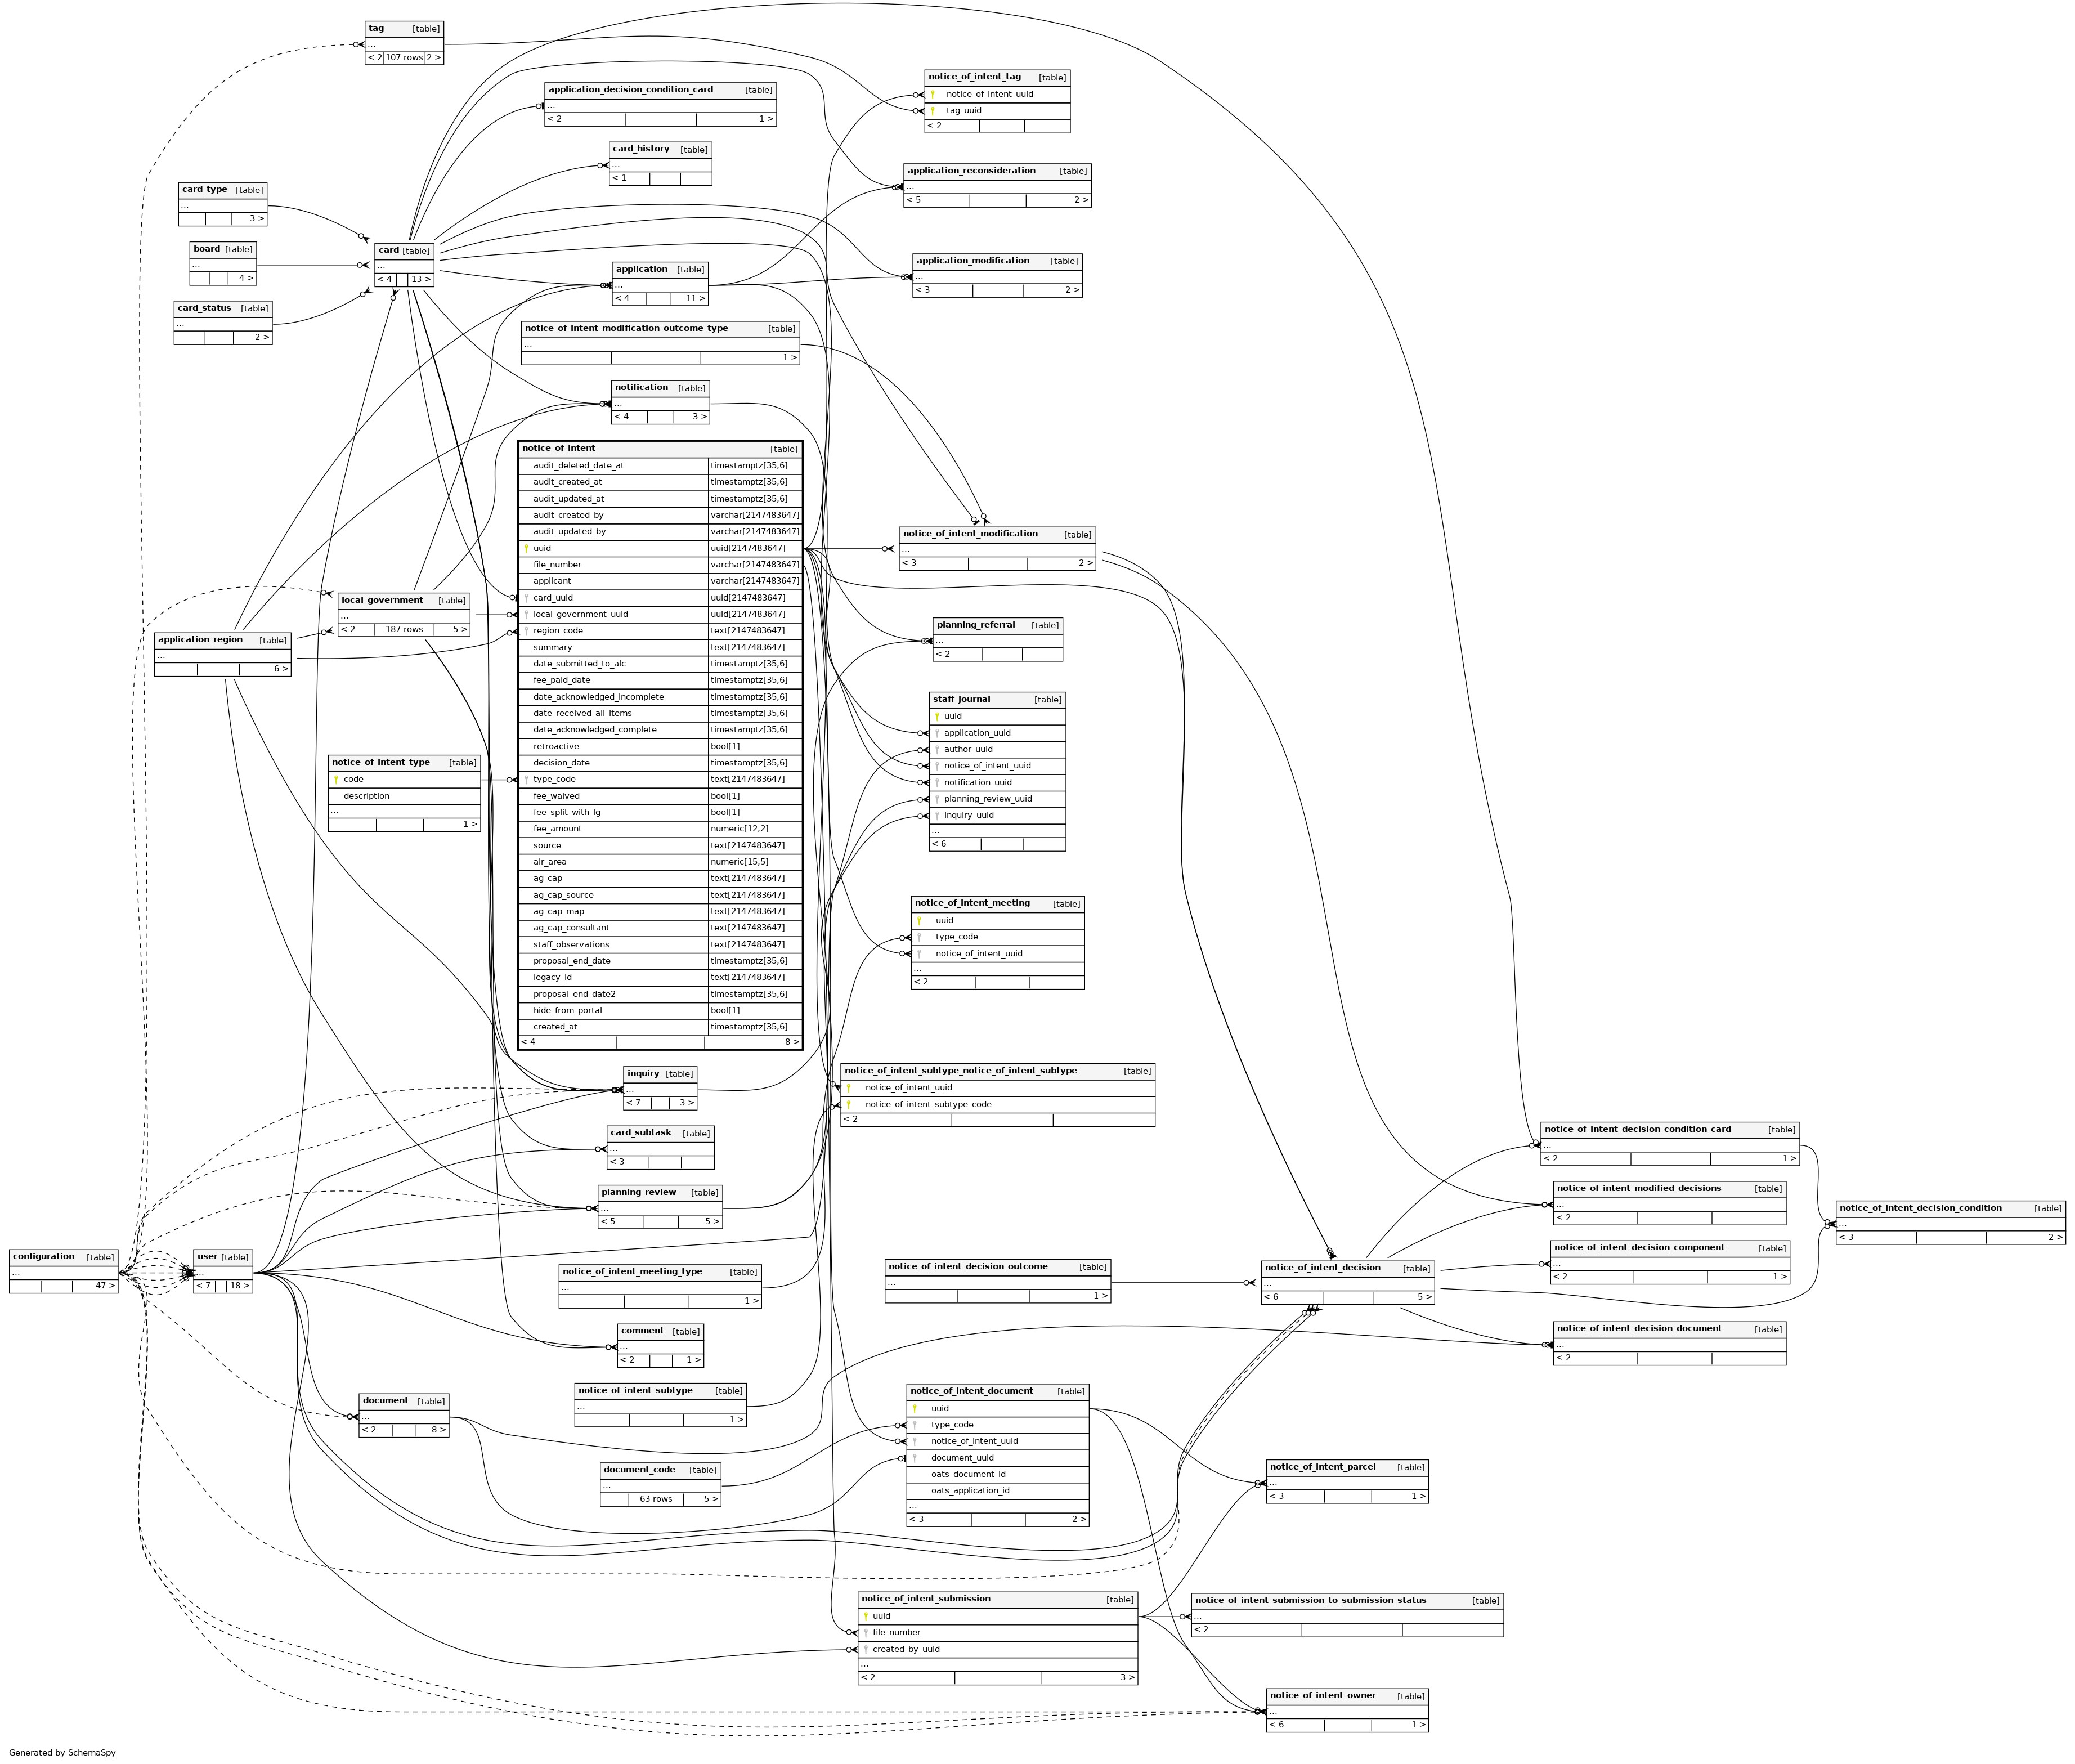 tag [table]
...
< 2 107 rows 2 >
application_decision_condition_card [table]
...
< 2 1 >
card_history [table]
...
< 1
notice_of_intent_tag [table]
notice_of_intent_uuid
tag_uuid
< 2
application_reconsideration [table]
...
< 5 2 >
card_type [table]
...
3 >
board [table]
...
4 >
card_status [table]
...
2 >
card [table]
...
< 4 13 >
application [table]
...
< 4 11 >
application_modification [table]
...
< 3 2 >
notice_of_intent_modification_outcome_type [table]
...
1 >
notification [table]
...
< 4 3 >
notice_of_intent [table]
audit_deleted_date_at timestamptz[35,6]
audit_created_at timestamptz[35,6]
audit_updated_at timestamptz[35,6]
audit_created_by varchar[2147483647]
audit_updated_by varchar[2147483647]
uuid uuid[2147483647]
file_number varchar[2147483647]
applicant varchar[2147483647]
card_uuid uuid[2147483647]
local_government_uuid uuid[2147483647]
region_code text[2147483647]
summary text[2147483647]
date_submitted_to_alc timestamptz[35,6]
fee_paid_date timestamptz[35,6]
date_acknowledged_incomplete timestamptz[35,6]
date_received_all_items timestamptz[35,6]
date_acknowledged_complete timestamptz[35,6]
retroactive bool[1]
decision_date timestamptz[35,6]
type_code text[2147483647]
fee_waived bool[1]
fee_split_with_lg bool[1]
fee_amount numeric[12,2]
source text[2147483647]
alr_area numeric[15,5]
ag_cap text[2147483647]
ag_cap_source text[2147483647]
ag_cap_map text[2147483647]
ag_cap_consultant text[2147483647]
staff_observations text[2147483647]
proposal_end_date timestamptz[35,6]
legacy_id text[2147483647]
proposal_end_date2 timestamptz[35,6]
hide_from_portal bool[1]
created_at timestamptz[35,6]
< 4 8 >
notice_of_intent_modification [table]
...
< 3 2 >
local_government [table]
...
< 2 187 rows 5 >
application_region [table]
...
6 >
planning_referral [table]
...
< 2
staff_journal [table]
uuid
application_uuid
author_uuid
notice_of_intent_uuid
notification_uuid
planning_review_uuid
inquiry_uuid
...
< 6
notice_of_intent_type [table]
code
description
...
1 >
notice_of_intent_meeting [table]
uuid
type_code
notice_of_intent_uuid
...
< 2
inquiry [table]
...
< 7 3 >
notice_of_intent_subtype_notice_of_intent_subtype [table]
notice_of_intent_uuid
notice_of_intent_subtype_code
< 2
card_subtask [table]
...
< 3
planning_review [table]
...
< 5 5 >
notice_of_intent_decision_condition_card [table]
...
< 2 1 >
notice_of_intent_modified_decisions [table]
...
< 2
notice_of_intent_decision_condition [table]
...
< 3 2 >
configuration [table]
...
47 >
user [table]
...
< 7 18 >
notice_of_intent_meeting_type [table]
...
1 >
notice_of_intent_decision_outcome [table]
...
1 >
notice_of_intent_decision [table]
...
< 6 5 >
notice_of_intent_decision_component [table]
...
< 2 1 >
notice_of_intent_decision_document [table]
...
< 2
comment [table]
...
< 2 1 >
notice_of_intent_subtype [table]
...
1 >
document [table]
...
< 2 8 >
notice_of_intent_document [table]
uuid
type_code
notice_of_intent_uuid
document_uuid
oats_document_id
oats_application_id
...
< 3 2 >
document_code [table]
...
63 rows 5 >
notice_of_intent_parcel [table]
...
< 3 1 >
notice_of_intent_submission [table]
uuid
file_number
created_by_uuid
...
< 2 3 >
notice_of_intent_submission_to_submission_status [table]
...
< 2
notice_of_intent_owner [table]
...
< 6 1 >
Generated by SchemaSpy